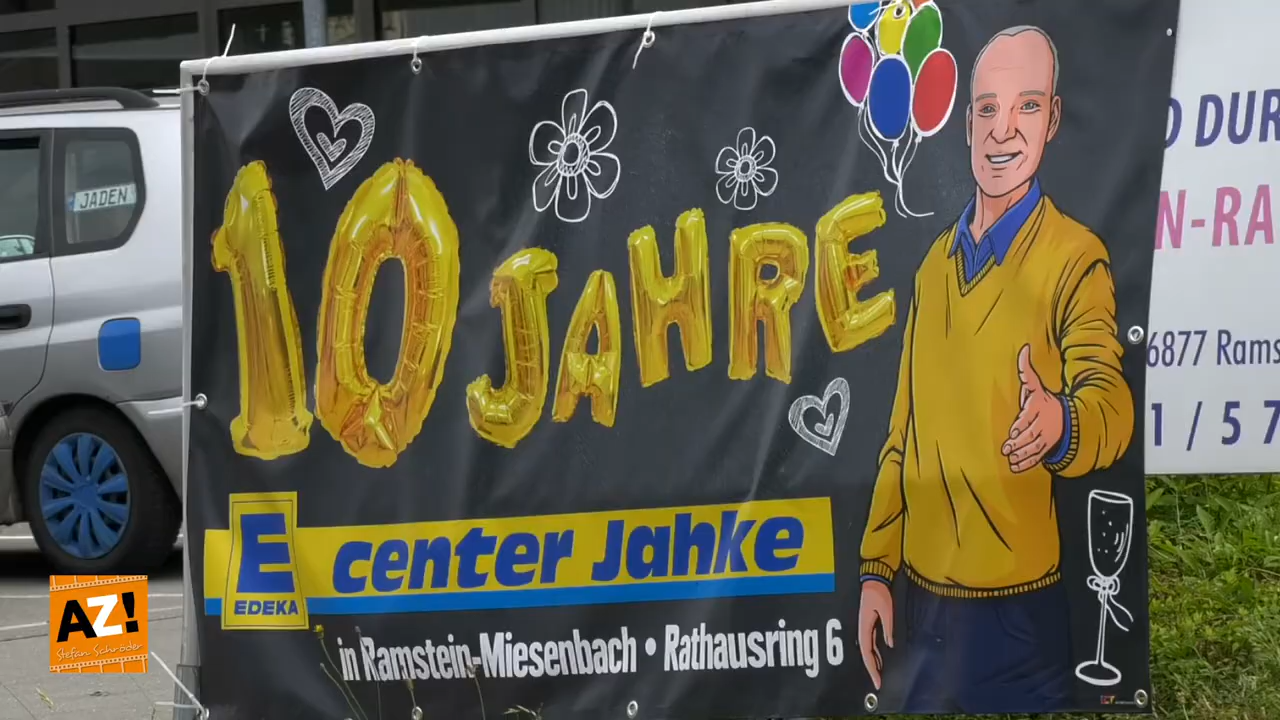 10 JAHRE
E center Jahke
EDEKA
in Ramstein-Miesenbach • Rathausring 6
JADEN
D DUR
N-RA
6877 Rams
1 / 5 7
AZ!
Stefan Schröder